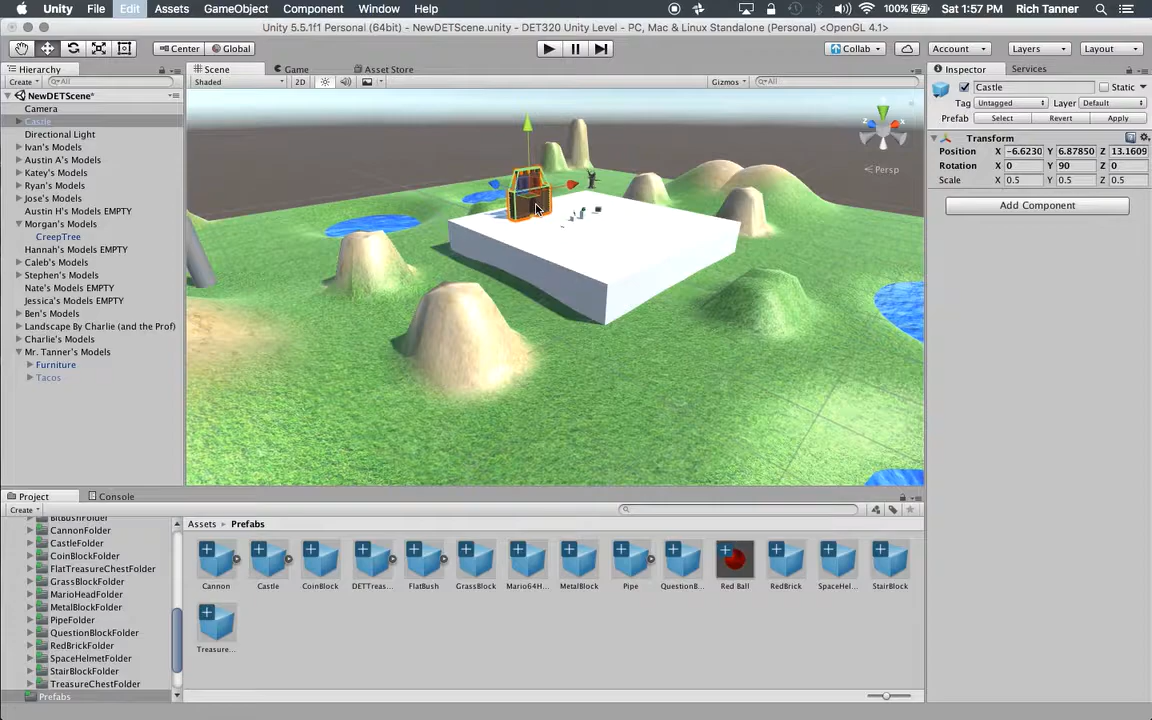 Unity File Edit Assets GameObject Component Window Help 100% Sat 1:57 PM Rich Tanner
Unity 5.5.1f1 Personal (64bit) - NewDETScene.unity - DET320 Unity Level - PC, Mac & Linux Standalone (Personal) <OpenGL 4.1>
Center Global Collab Account Layers Layout
Hierarchy Scene Game Asset Store Inspector Services
Create All Shaded 2D Gizmos All Castle Static
NewDETScene* Tag Untagged Layer Default
Camera Prefab Select Revert Apply
Castle
Directional Light Transform
Ivan's Models Position X -6.6230 Y 6.87850 Z 13.1609
Austin A's Models Rotation X 0 Y 90 Z 0
Katey's Models Persp Scale X 0.5 Y 0.5 Z 0.5
Ryan's Models
Jose's Models Add Component
Austin H's Models EMPTY
Morgan's Models
CreepTree
Hannah's Models EMPTY
Caleb's Models
Stephen's Models
Nate's Models EMPTY
Jessica's Models EMPTY
Ben's Models
Landscape By Charlie (and the Prof)
Charlie's Models
Mr. Tanner's Models
Furniture
Tacos
Project Console
Create
BitBushFolder Assets Prefabs
CannonFolder
CastleFolder
CoinBlockFolder
FlatTreasureChestFolder
GrassBlockFolder Cannon Castle CoinBlock DETTreas... FlatBush GrassBlock Mario64H... MetalBlock Pipe QuestionB... Red Ball RedBrick SpaceHel... StairBlock
MarioHeadFolder
MetalBlockFolder
PipeFolder
QuestionBlockFolder
RedBrickFolder Treasure...
SpaceHelmetFolder
StairBlockFolder
TreasureChestFolder
Prefabs